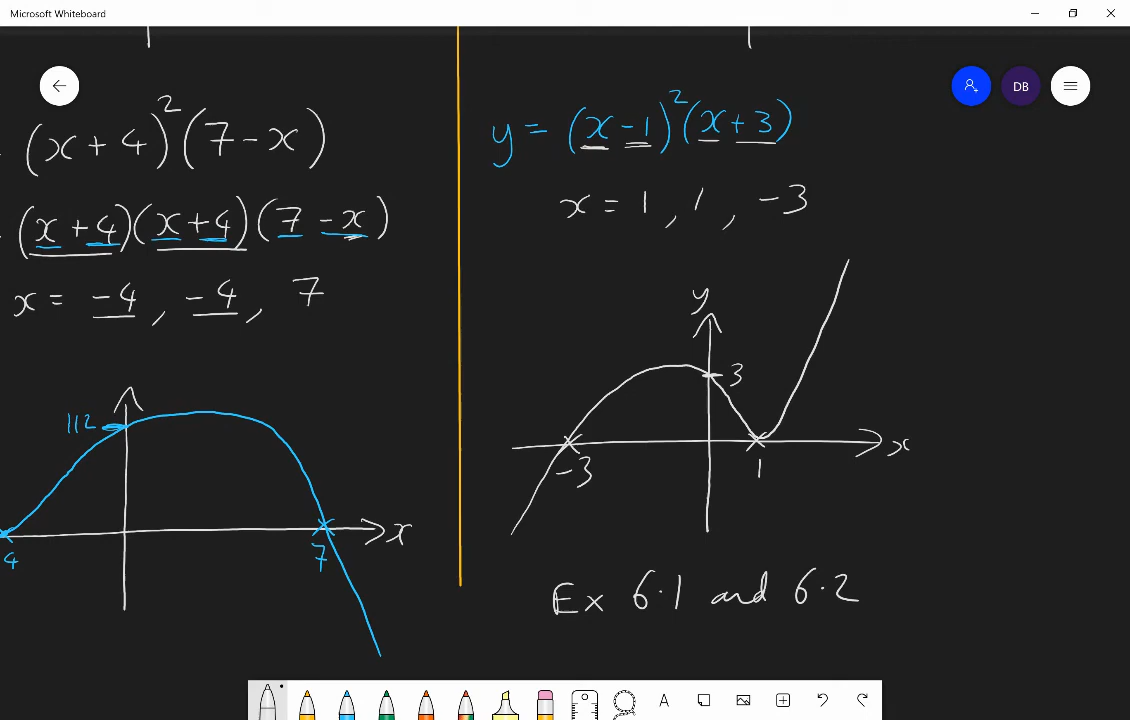 Microsoft Whiteboard
DB
(x+4)²(7-x)
(x+4)(x+4)(7-x)
x = -4, -4, 7
112
4
7
x
y = (x-1)²(x+3)
x = 1, 1, -3
y
3
-3
1
x
Ex 6.1 and 6.2
A